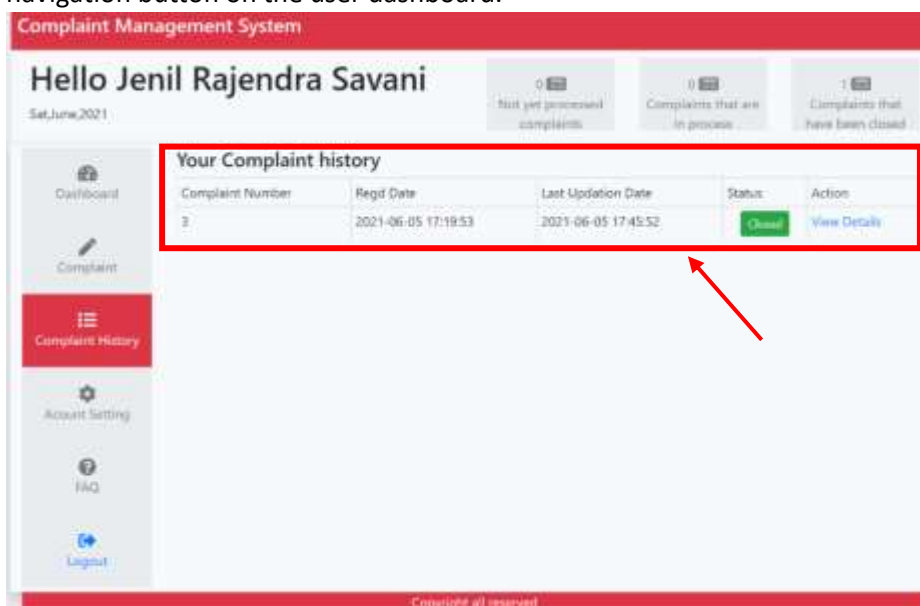 navigation button on the user dashboard.
Complaint Management System
Hello Jenil Rajendra Savani
Sat,June,2021
0
Not yet processed
complaints
0
Complaints that are
in process
1
Complaints that
have been closed
Dashboard
Complaint
Complaint History
Acount Setting
FAQ
Logout
Your Complaint history
Complaint Number Regd Date Last Updation Date Status Action
3 2021-06-05 17:19:53 2021-06-05 17:45:52 Closed View Details
Copyright all reserved